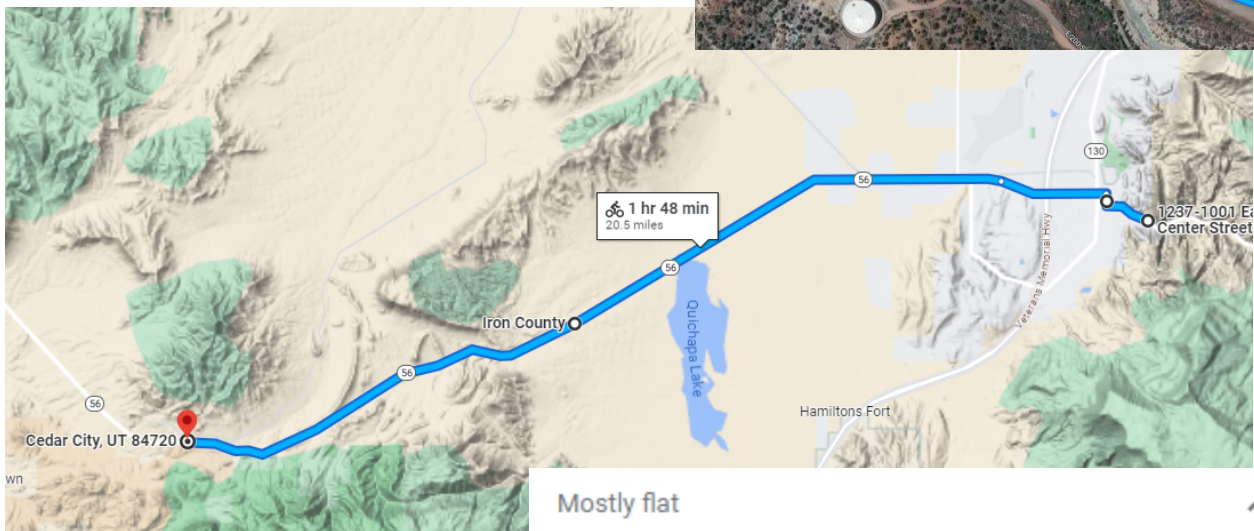 130
56
1 hr 48 min
20.5 miles
1237-1001 Ea
Center Street
56
Veterans Memorial Hwy
Iron County
Quichapa Lake
56
56
Hamiltons Fort
Cedar City, UT 84720
wn
Mostly flat